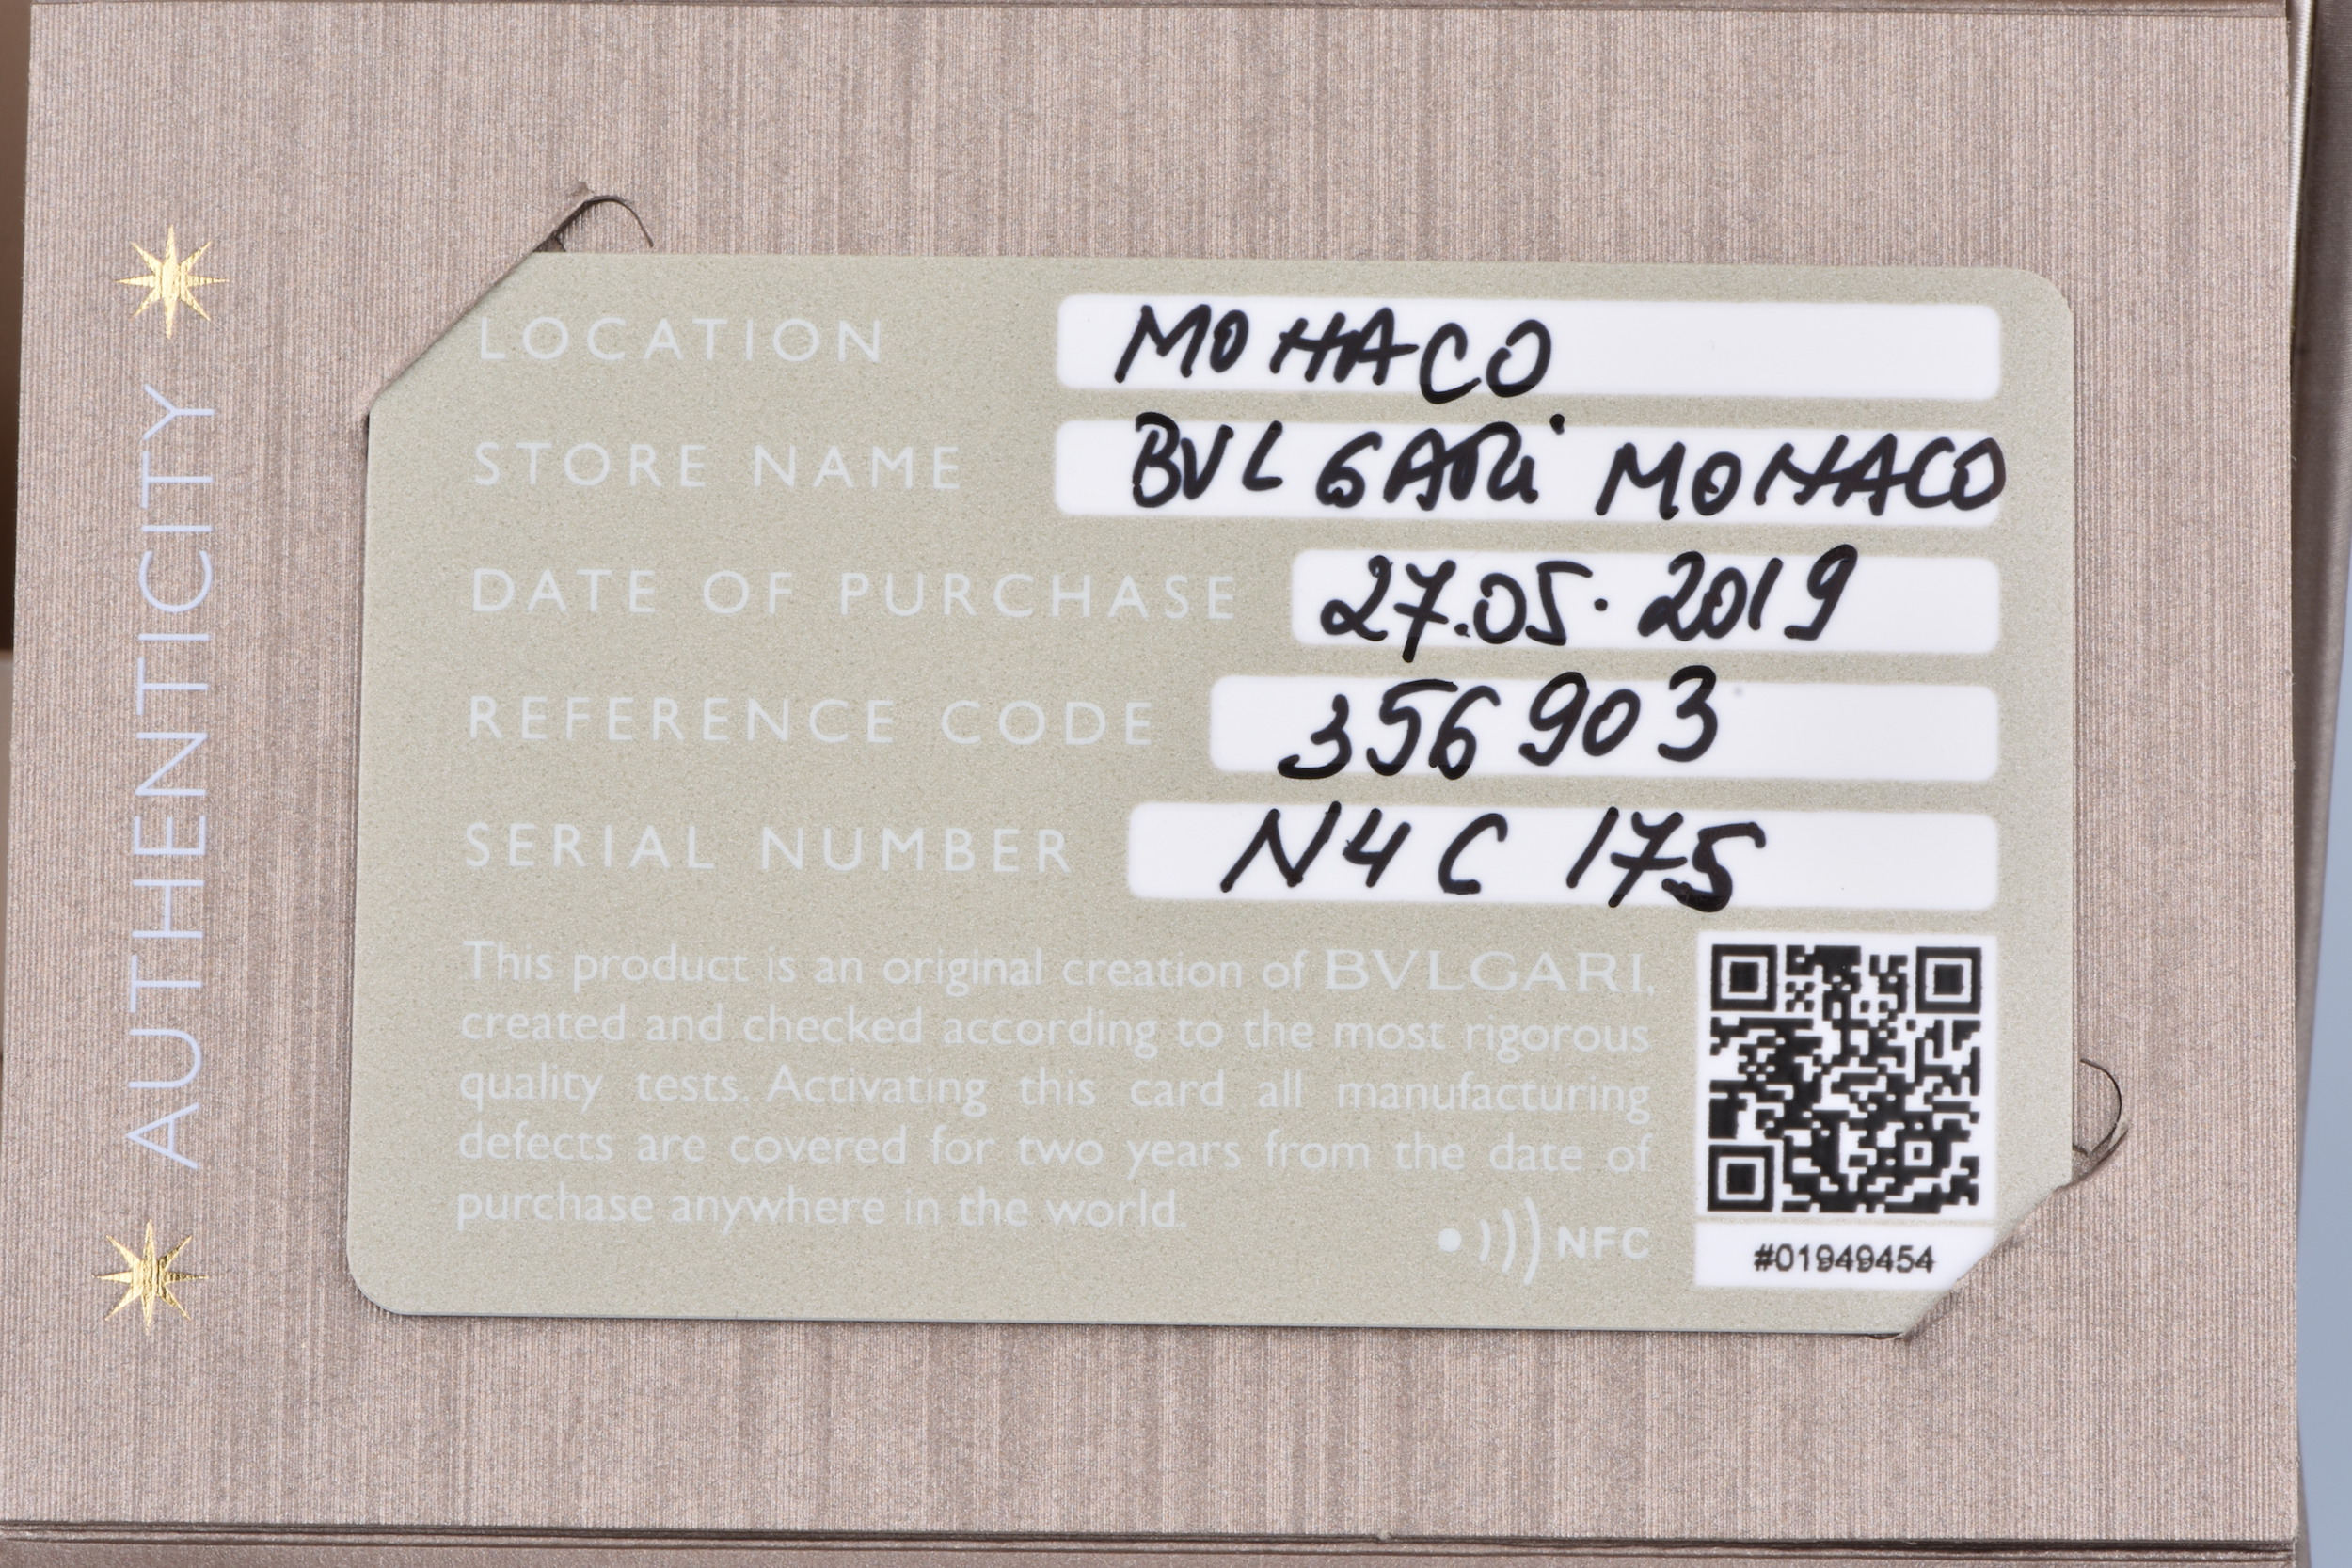 AUTHENTICITY
LOCATION MONACO
STORE NAME BVLGARi MONACO
DATE OF PURCHASE 27.05.2019
REFERENCE CODE 356903
SERIAL NUMBER N4C 175
This product is an original creation of BVLGARI,
created and checked according to the most rigorous
quality tests. Activating this card all manufacturing
defects are covered for two years from the date of
purchase anywhere in the world.
NFC
#01949454